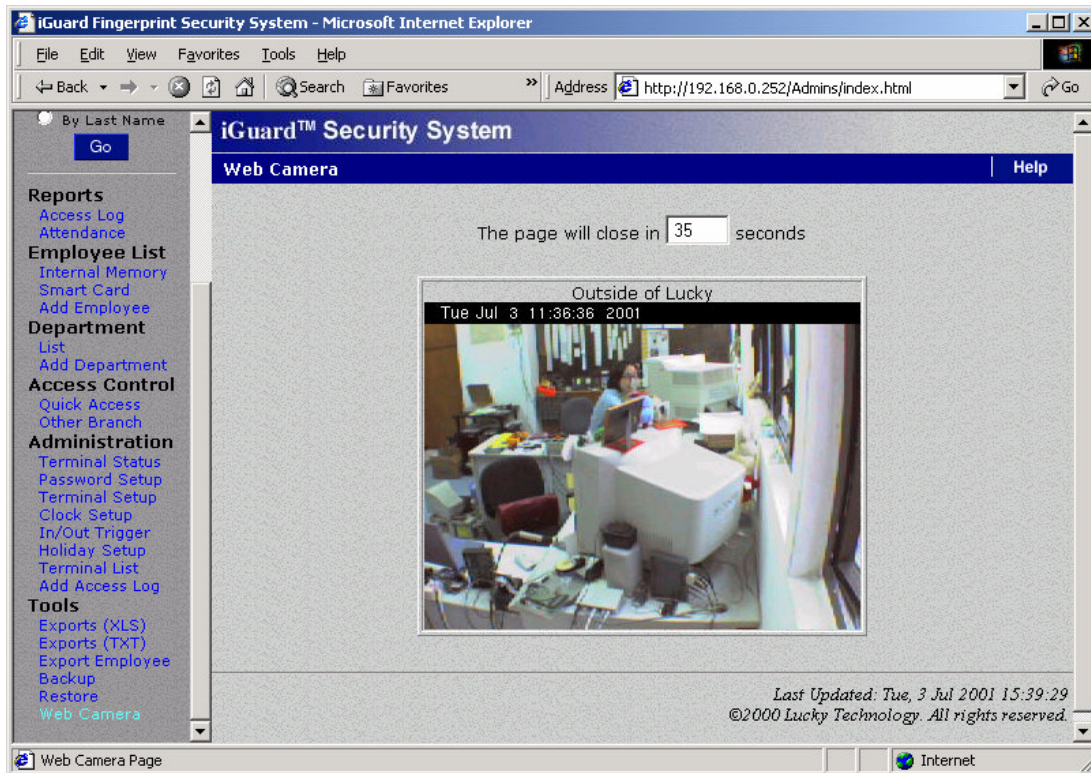 iGuard Fingerprint Security System - Microsoft Internet Explorer
File Edit View Favorites Tools Help
Back Search Favorites » Address http://192.168.0.252/Admins/index.html Go
By Last Name
Go
Reports
Access Log
Attendance
Employee List
Internal Memory
Smart Card
Add Employee
Department
List
Add Department
Access Control
Quick Access
Other Branch
Administration
Terminal Status
Password Setup
Terminal Setup
Clock Setup
In/Out Trigger
Holiday Setup
Terminal List
Add Access Log
Tools
Exports (XLS)
Exports (TXT)
Export Employee
Backup
Restore
Web Camera
iGuard™ Security System
Web Camera Help
The page will close in 35 seconds
Outside of Lucky
Tue Jul 3 11:36:36 2001
Last Updated: Tue, 3 Jul 2001 15:39:29
©2000 Lucky Technology. All rights reserved.
Web Camera Page Internet